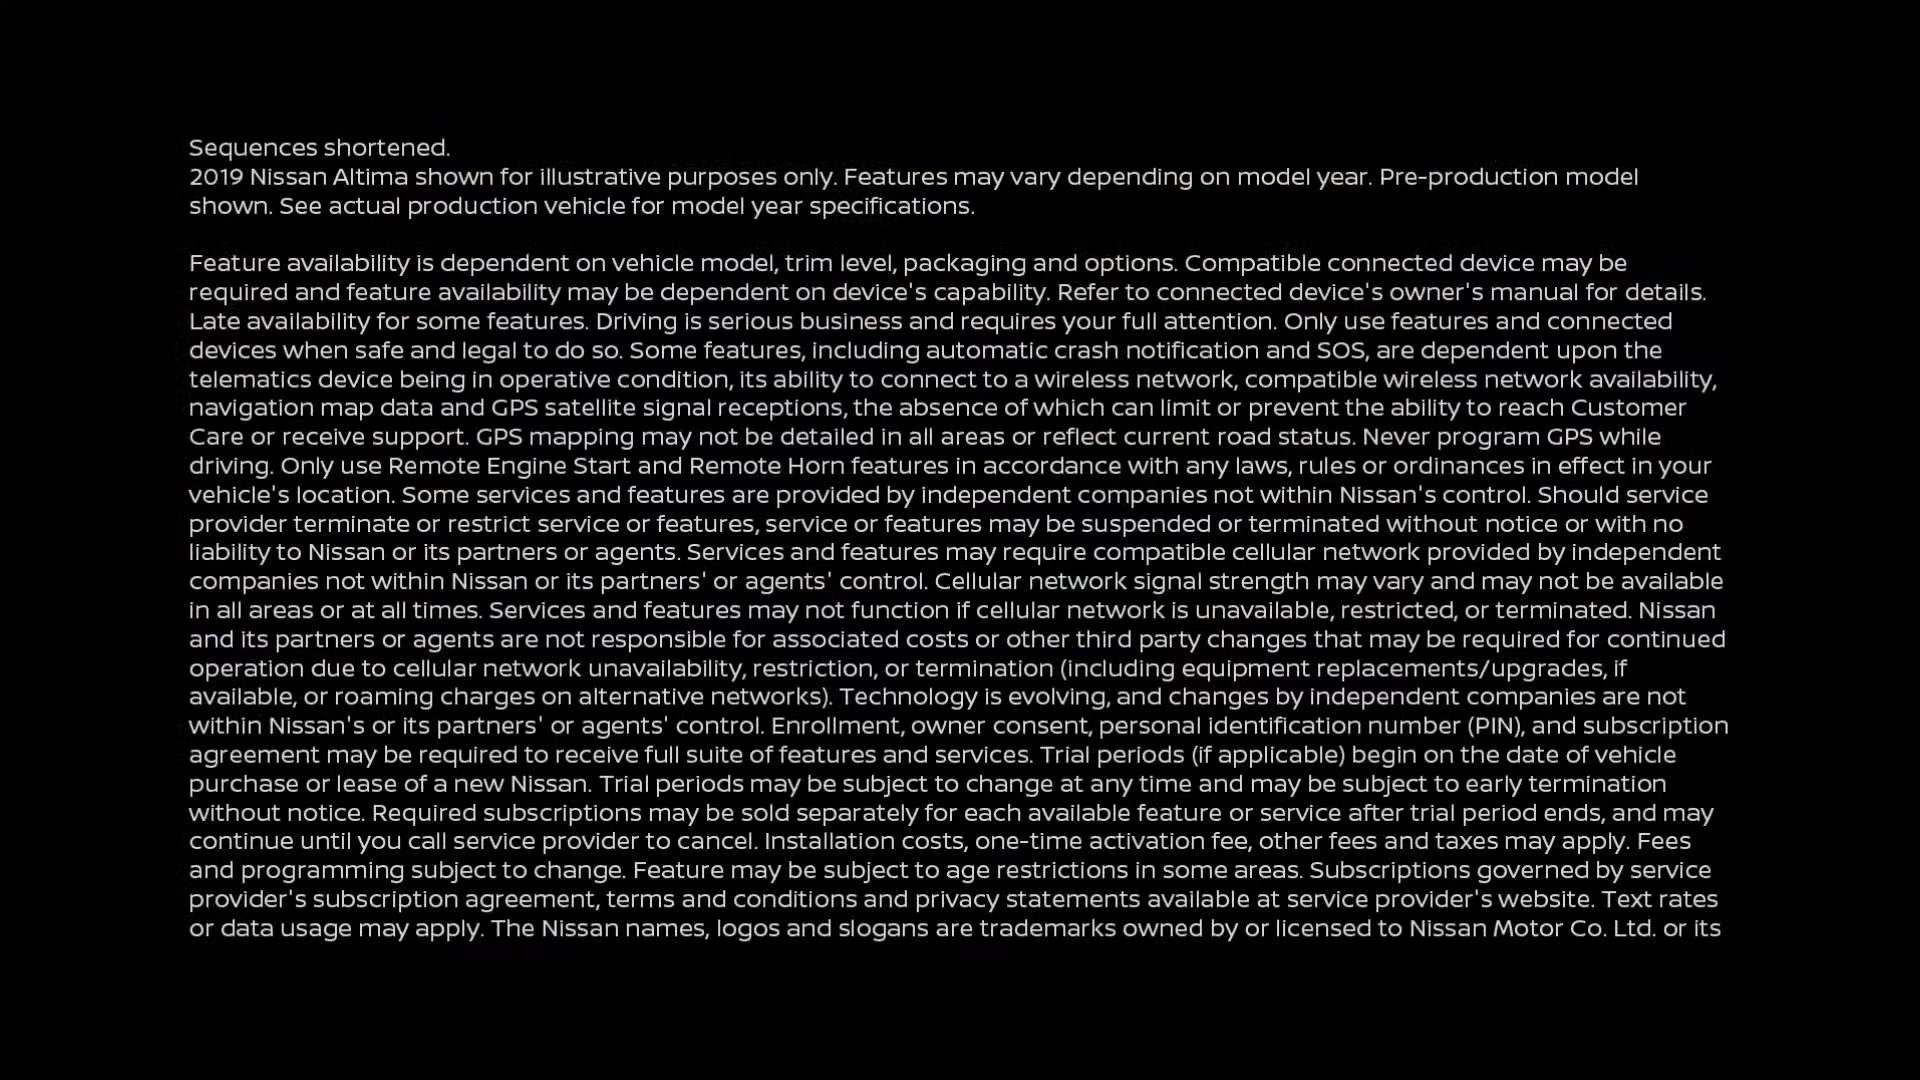 Sequences shortened.
2019 Nissan Altima shown for illustrative purposes only. Features may vary depending on model year. Pre-production model
shown. See actual production vehicle for model year specifications.
Feature availability is dependent on vehicle model, trim level, packaging and options. Compatible connected device may be
required and feature availability may be dependent on device's capability. Refer to connected device's owner's manual for details.
Late availability for some features. Driving is serious business and requires your full attention. Only use features and connected
devices when safe and legal to do so. Some features, including automatic crash notification and SOS, are dependent upon the
telematics device being in operative condition, its ability to connect to a wireless network, compatible wireless network availability,
navigation map data and GPS satellite signal receptions, the absence of which can limit or prevent the ability to reach Customer
Care or receive support. GPS mapping may not be detailed in all areas or reflect current road status. Never program GPS while
driving. Only use Remote Engine Start and Remote Horn features in accordance with any laws, rules or ordinances in effect in your
vehicle's location. Some services and features are provided by independent companies not within Nissan's control. Should service
provider terminate or restrict service or features, service or features may be suspended or terminated without notice or with no
liability to Nissan or its partners or agents. Services and features may require compatible cellular network provided by independent
companies not within Nissan or its partners' or agents' control. Cellular network signal strength may vary and may not be available
in all areas or at all times. Services and features may not function if cellular network is unavailable, restricted, or terminated. Nissan
and its partners or agents are not responsible for associated costs or other third party changes that may be required for continued
operation due to cellular network unavailability, restriction, or termination (including equipment replacements/upgrades, if
available, or roaming charges on alternative networks). Technology is evolving, and changes by independent companies are not
within Nissan's or its partners' or agents' control. Enrollment, owner consent, personal identification number (PIN), and subscription
agreement may be required to receive full suite of features and services. Trial periods (if applicable) begin on the date of vehicle
purchase or lease of a new Nissan. Trial periods may be subject to change at any time and may be subject to early termination
without notice. Required subscriptions may be sold separately for each available feature or service after trial period ends, and may
continue until you call service provider to cancel. Installation costs, one-time activation fee, other fees and taxes may apply. Fees
and programming subject to change. Feature may be subject to age restrictions in some areas. Subscriptions governed by service
provider's subscription agreement, terms and conditions and privacy statements available at service provider's website. Text rates
or data usage may apply. The Nissan names, logos and slogans are trademarks owned by or licensed to Nissan Motor Co. Ltd. or its